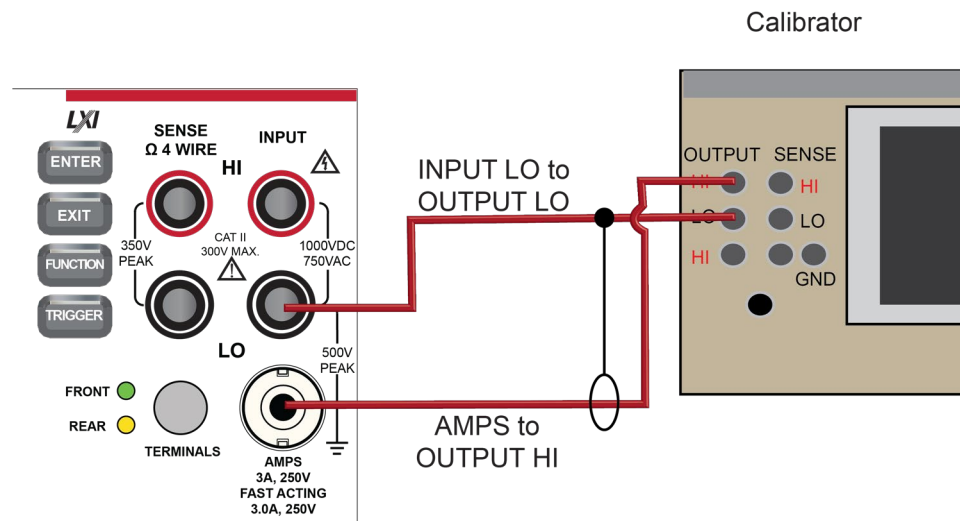 Calibrator
LXI
SENSE
Ω 4 WIRE
INPUT
HI
ENTER
EXIT
FUNCTION
TRIGGER
350V
PEAK
CAT II
300V MAX.
1000VDC
750VAC
LO
500V
PEAK
FRONT
REAR
TERMINALS
AMPS
3A, 250V
FAST ACTING
3.0A, 250V
INPUT LO to
OUTPUT LO
AMPS to
OUTPUT HI
OUTPUT SENSE
HI HI
LO LO
HI
GND